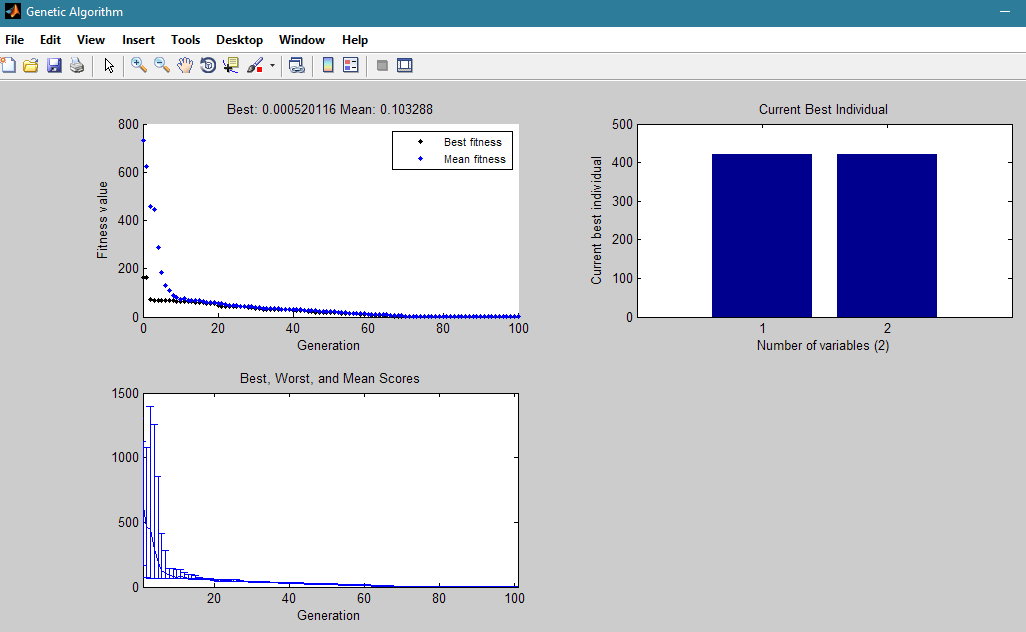 Genetic Algorithm
File Edit View Insert Tools Desktop Window Help
Best: 0.000520116 Mean: 0.103288
800
600
400
200
0
Fitness value
Best fitness
Mean fitness
0 20 40 60 80 100
Generation
Current Best Individual
500
400
300
200
100
0
Current best individual
1 2
Number of variables (2)
Best, Worst, and Mean Scores
1500
1000
500
0
20 40 60 80 100
Generation